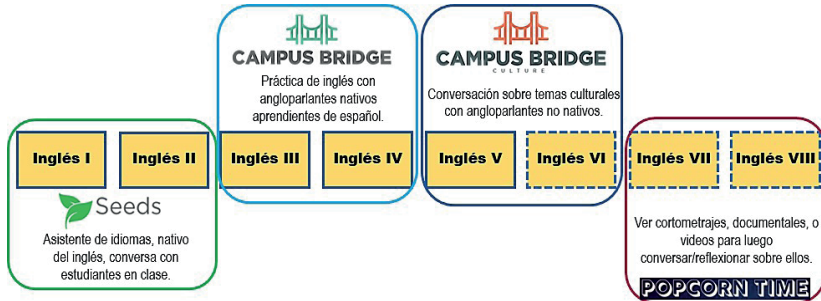 CAMPUS BRIDGE
Práctica de inglés con
angloparlantes nativos
aprendientes de español.
CAMPUS BRIDGE
CULTURE
Conversación sobre temas culturales
con angloparlantes no nativos.
Inglés I
Inglés II
Inglés III
Inglés IV
Inglés V
Inglés VI
Inglés VII
Inglés VIII
Seeds
Asistente de idiomas, nativo
del inglés, conversa con
estudiantes en clase.
Ver cortometrajes, documentales, o
videos para luego
conversar/reflexionar sobre ellos.
POPCORN TIME